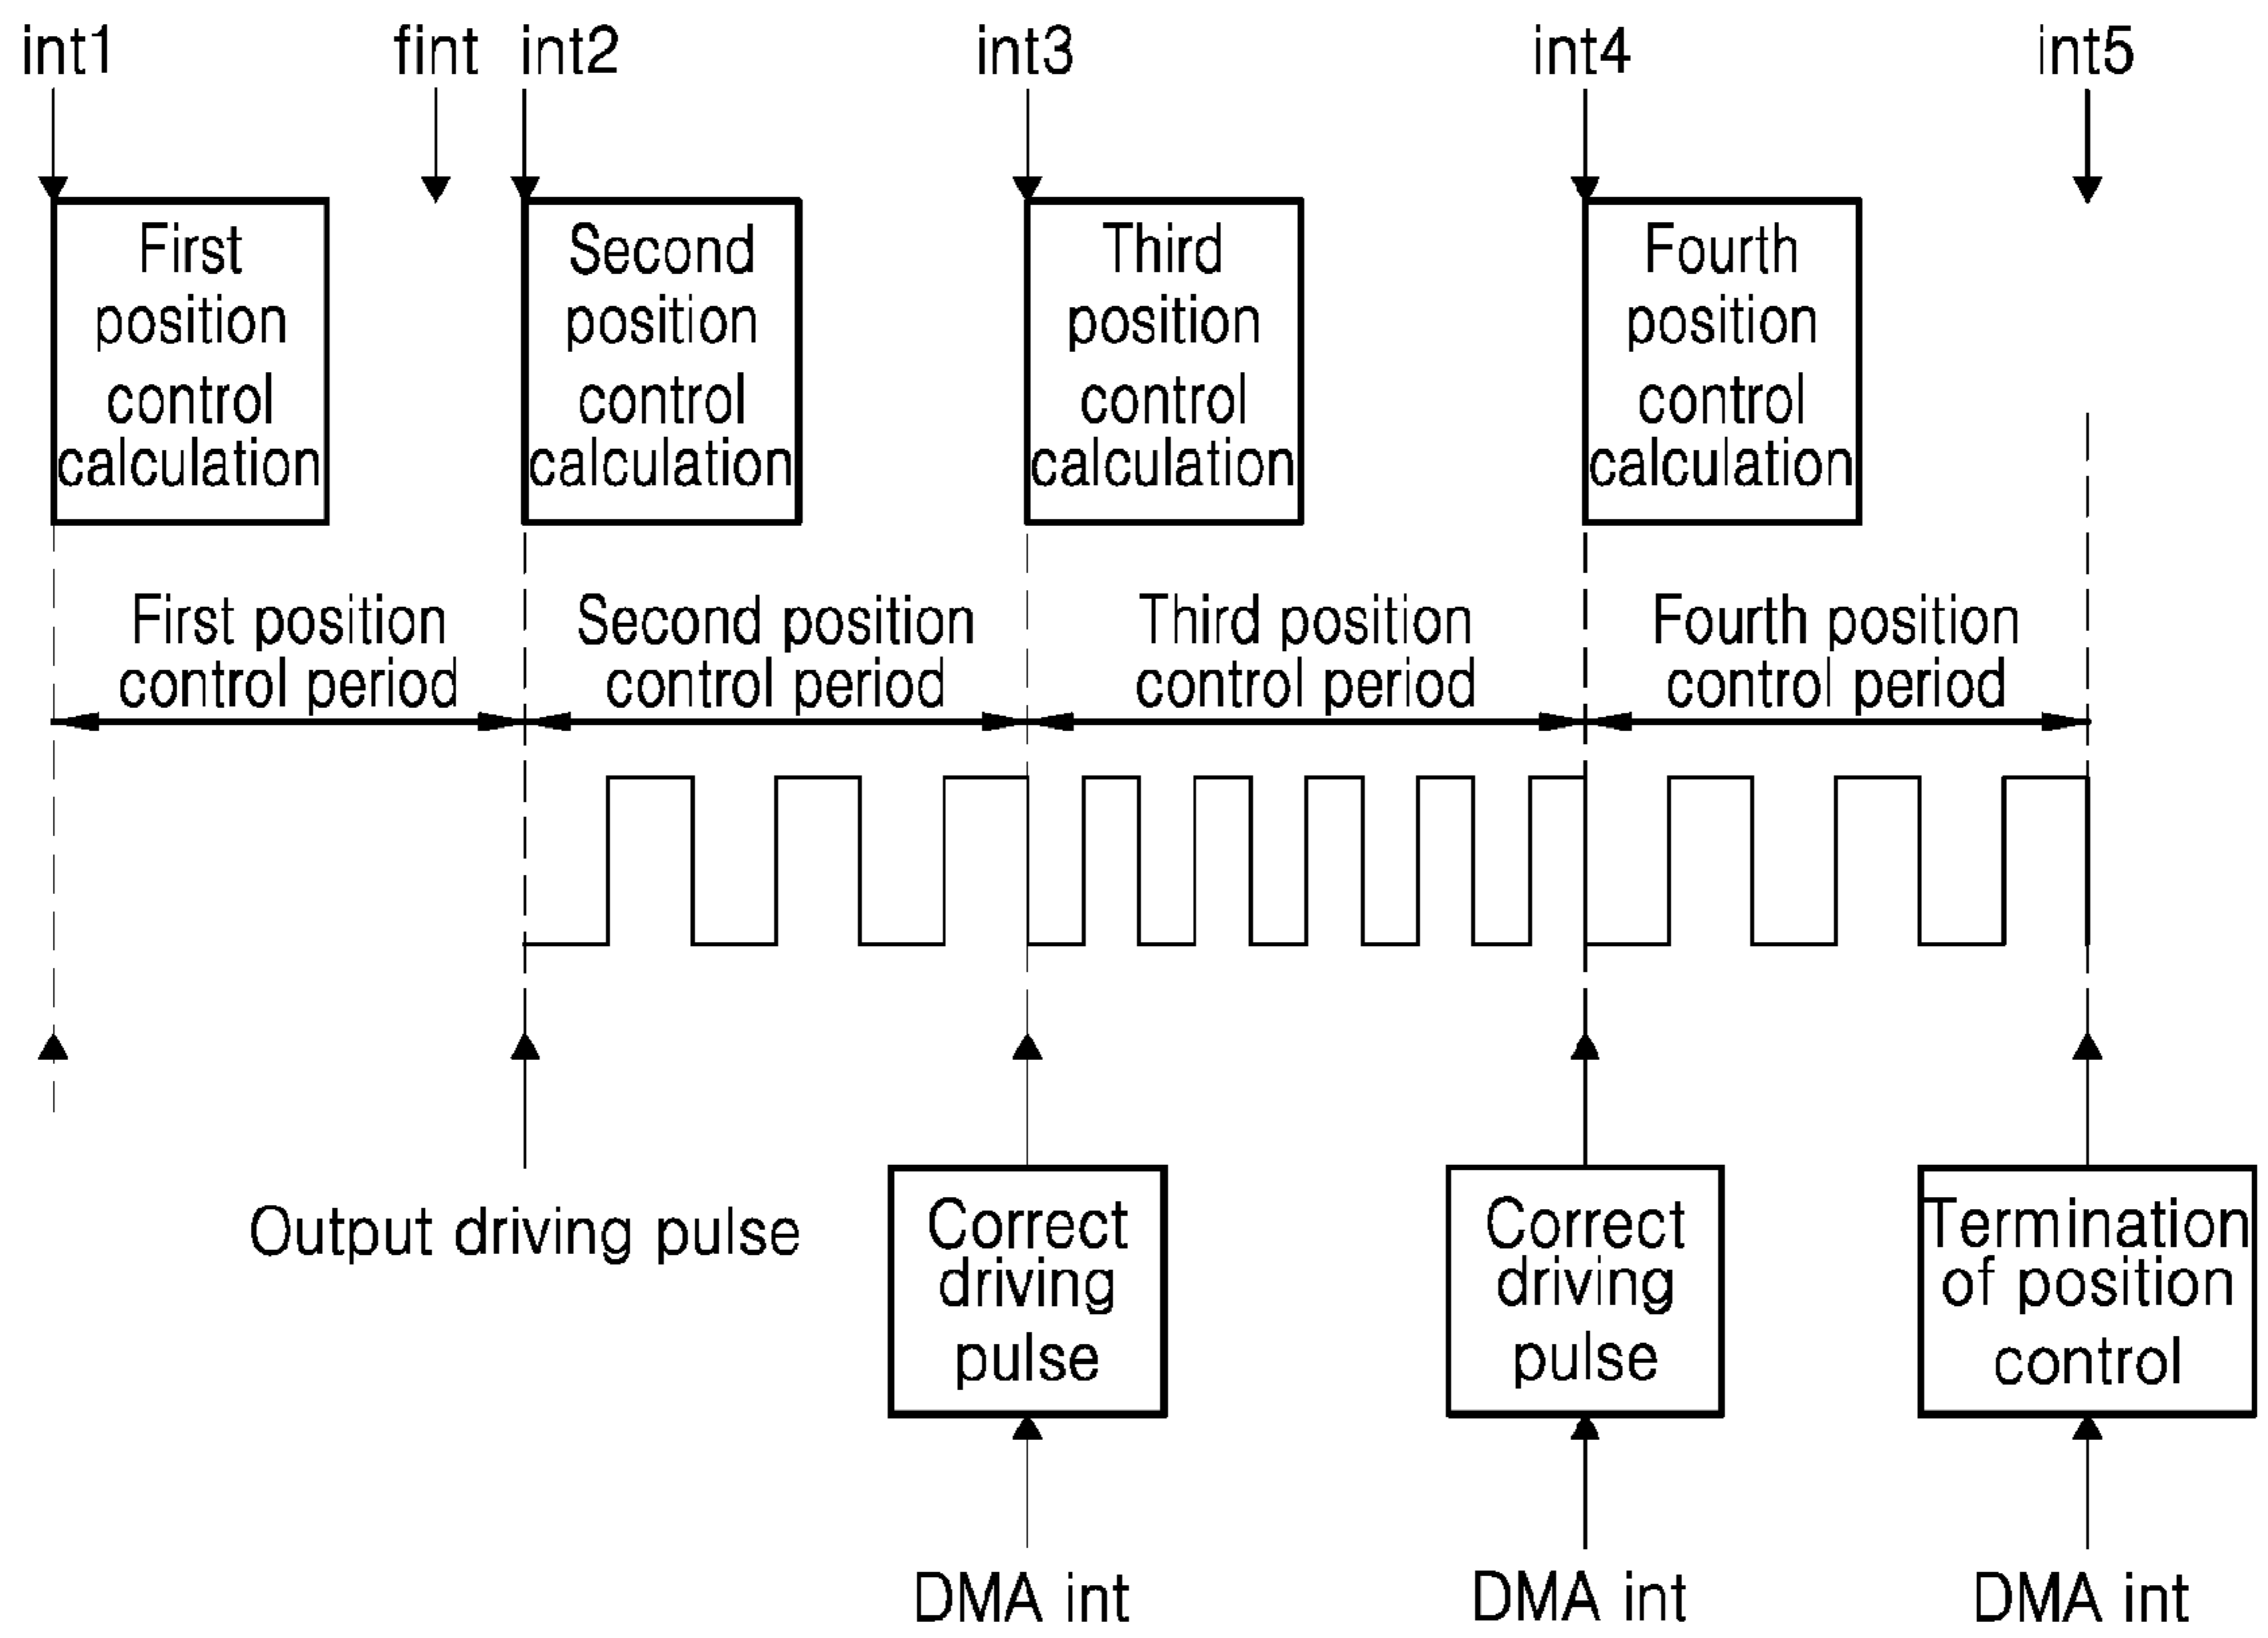 int1
fint
int2
int3
int4
int5
First
position
control
calculation
Second
position
control
calculation
Third
position
control
calculation
Fourth
position
control
calculation
First position
control period
Second position
control period
Third position
control period
Fourth position
control period
Output driving pulse
Correct
driving
pulse
Correct
driving
pulse
Termination
of position
control
DMA int
DMA int
DMA int